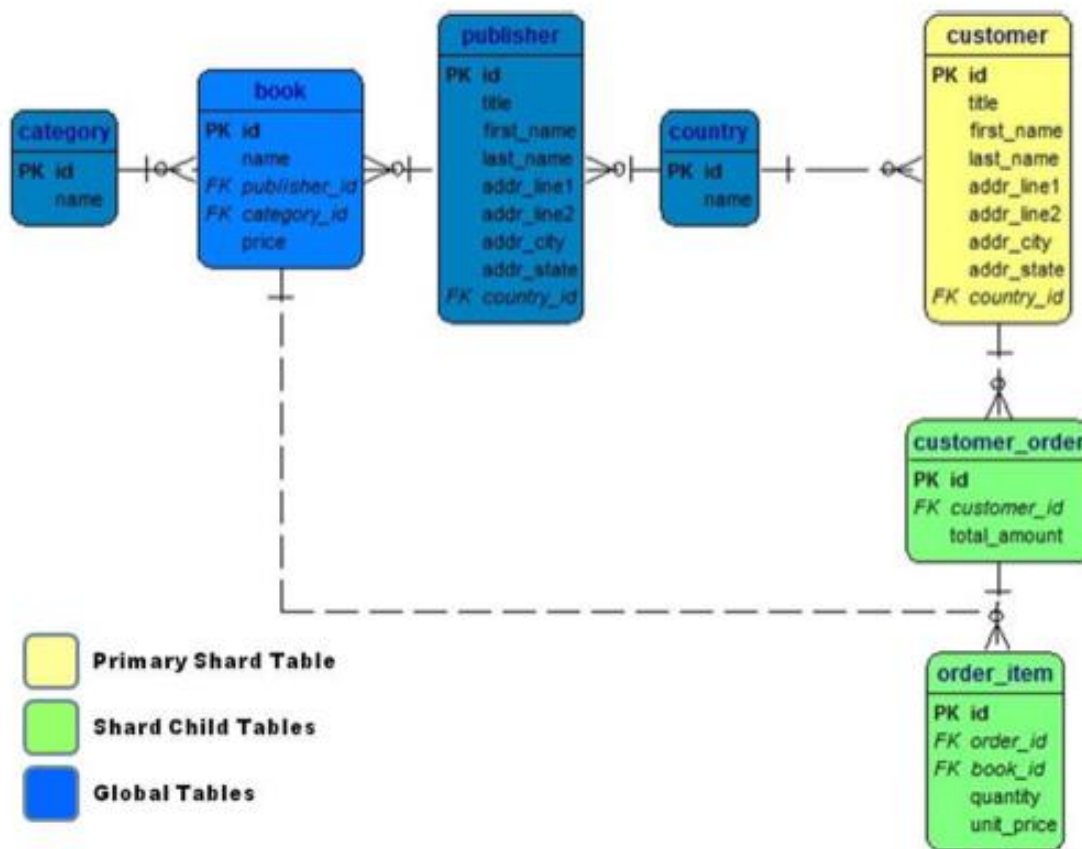 category
PK id
name
book
PK id
name
FK publisher_id
FK category_id
price
publisher
PK id
title
first_name
last_name
addr_line1
addr_line2
addr_city
addr_state
FK country_id
country
PK id
name
customer
PK id
title
first_name
last_name
addr_line1
addr_line2
addr_city
addr_state
FK country_id
customer_order
PK id
FK customer_id
total_amount
order_item
PK id
FK order_id
FK book_id
quantity
unit_price
Primary Shard Table
Shard Child Tables
Global Tables